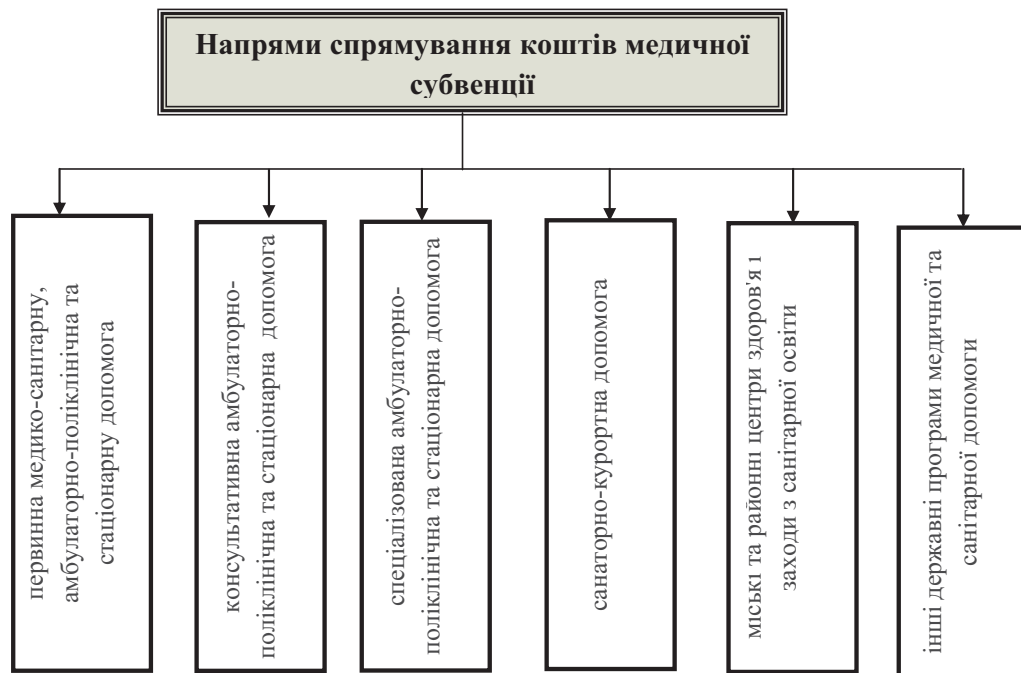 Напрями спрямування коштів медичної
субвенції
первинна медико-санітарну,
амбулаторно-поліклінічна та
стаціонарну допомога
консультативна амбулаторно-
поліклінічна та стаціонарна допомога
спеціалізована амбулаторно-
поліклінічна та стаціонарна допомога
санаторно-курортна допомога
міські та районні центри здоров'я і
заходи з санітарної освіти
інші державні програми медичної та
санітарної допомоги